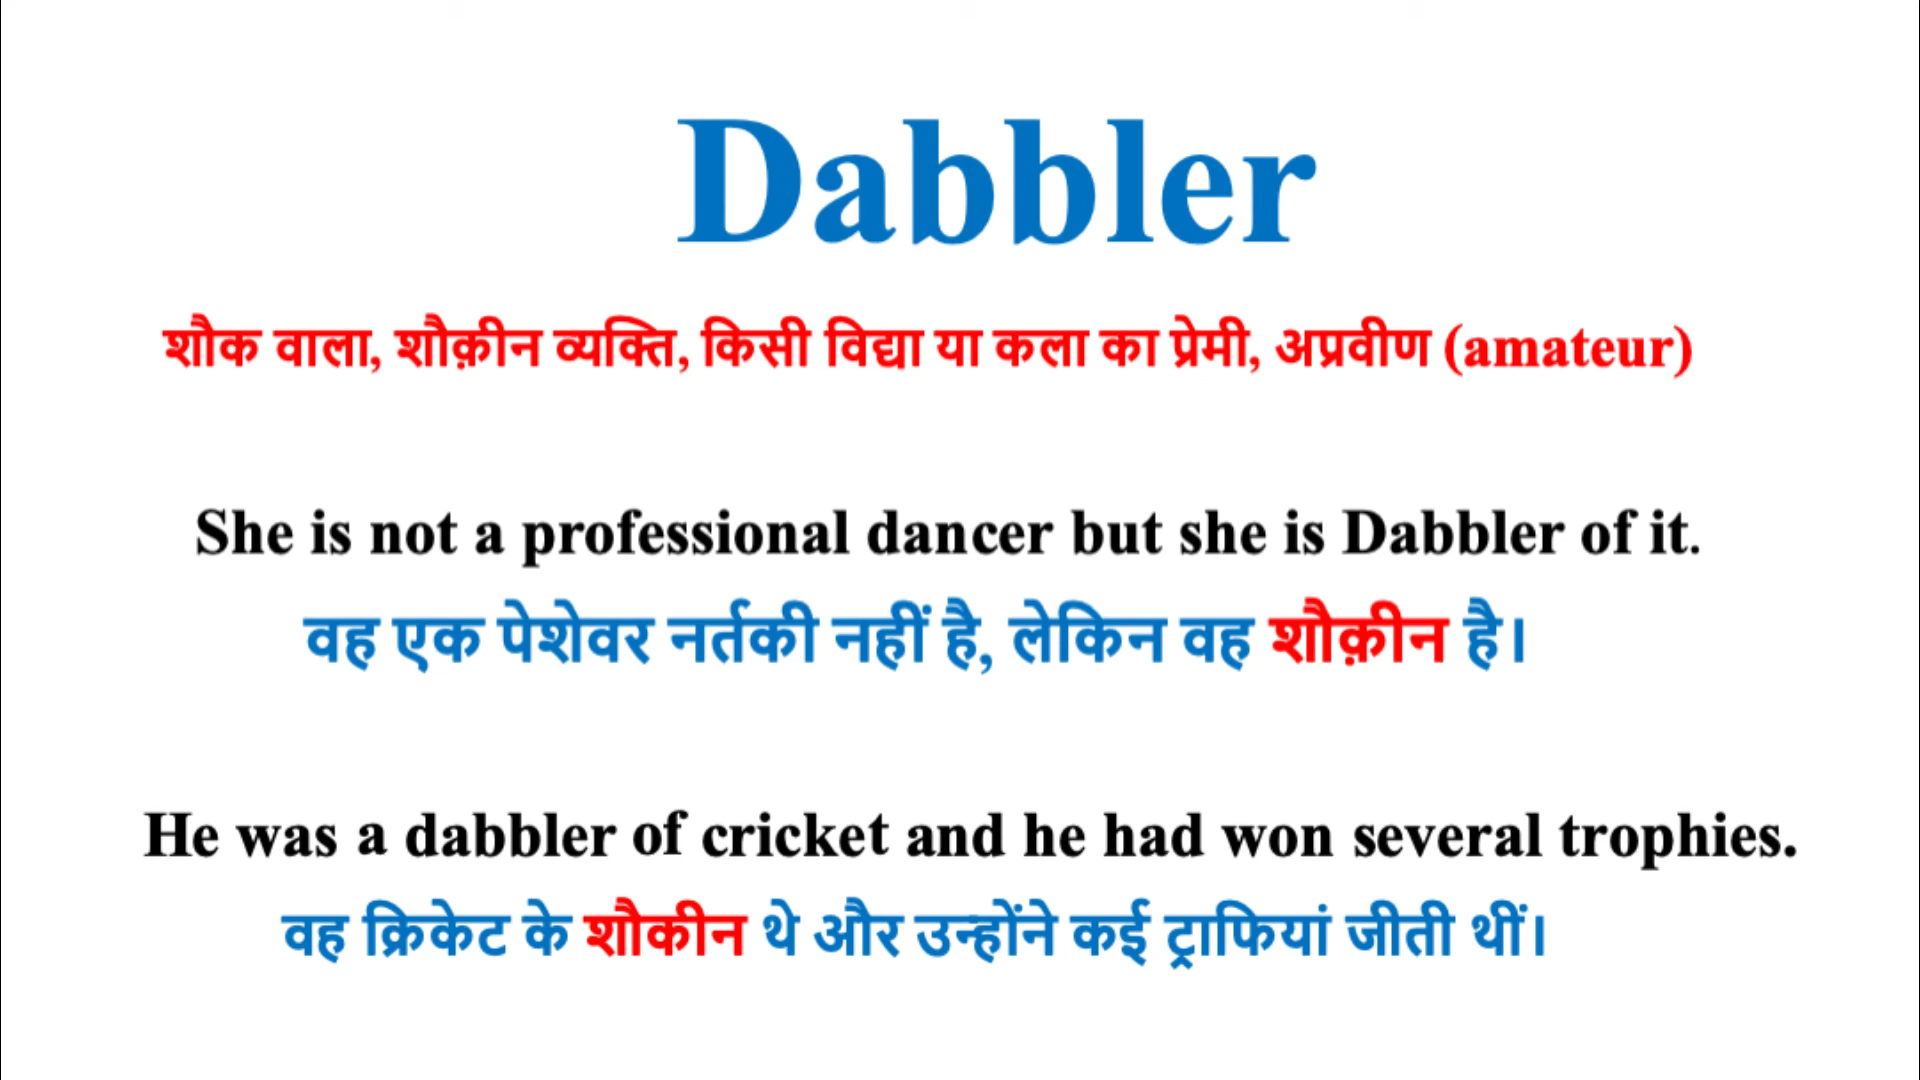 Dabbler
शौक वाला, शौक़ीन व्यक्ति, किसी विद्या या कला का प्रेमी, अप्रवीण (amateur)
She is not a professional dancer but she is Dabbler of it.
वह एक पेशेवर नर्तकी नहीं है, लेकिन वह शौक़ीन है।
He was a dabbler of cricket and he had won several trophies.
वह क्रिकेट के शौकीन थे और उन्होंने कई ट्राफियां जीती थीं।